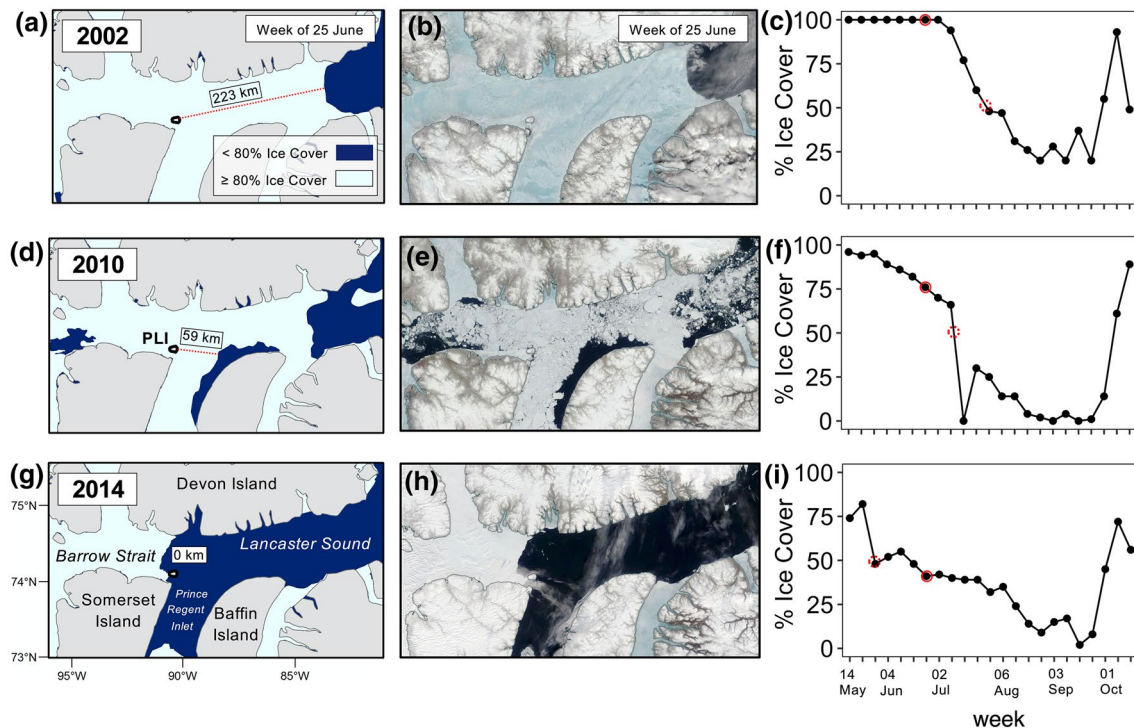 (a)
2002
Week of 25 June
223 km
< 80% Ice Cover
≥ 80% Ice Cover
(b)
Week of 25 June
(c)
% Ice Cover
100
75
50
25
0
(d)
2010
PLI
59 km
(e)
(f)
% Ice Cover
100
75
50
25
0
(g)
2014
Devon Island
75°N
Barrow Strait
0 km
Lancaster Sound
74°N
Somerset
Island
Prince
Regent
Inlet
Baffin
Island
73°N
95°W
90°W
85°W
(h)
(i)
% Ice Cover
100
75
50
25
0
14
May
04
Jun
02
Jul
06
Aug
03
Sep
01
Oct
week